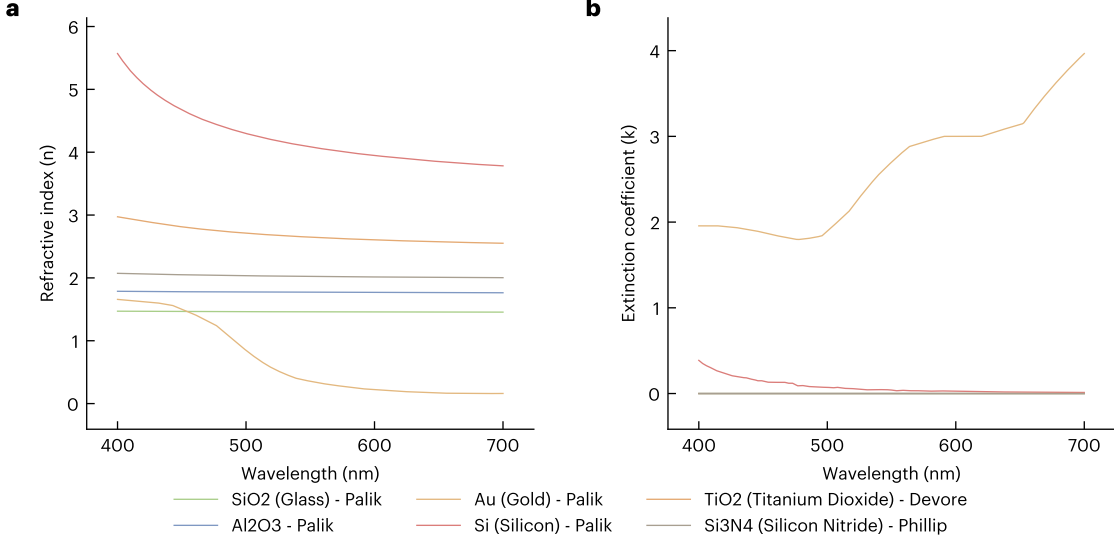 a
b
6
5
4
3
2
1
0
Refractive index (n)
400
500
600
700
Wavelength (nm)
4
3
2
1
0
Extinction coefficient (k)
400
500
600
700
Wavelength (nm)
SiO2 (Glass) - Palik
Au (Gold) - Palik
TiO2 (Titanium Dioxide) - Devore
Al2O3 - Palik
Si (Silicon) - Palik
Si3N4 (Silicon Nitride) - Phillip